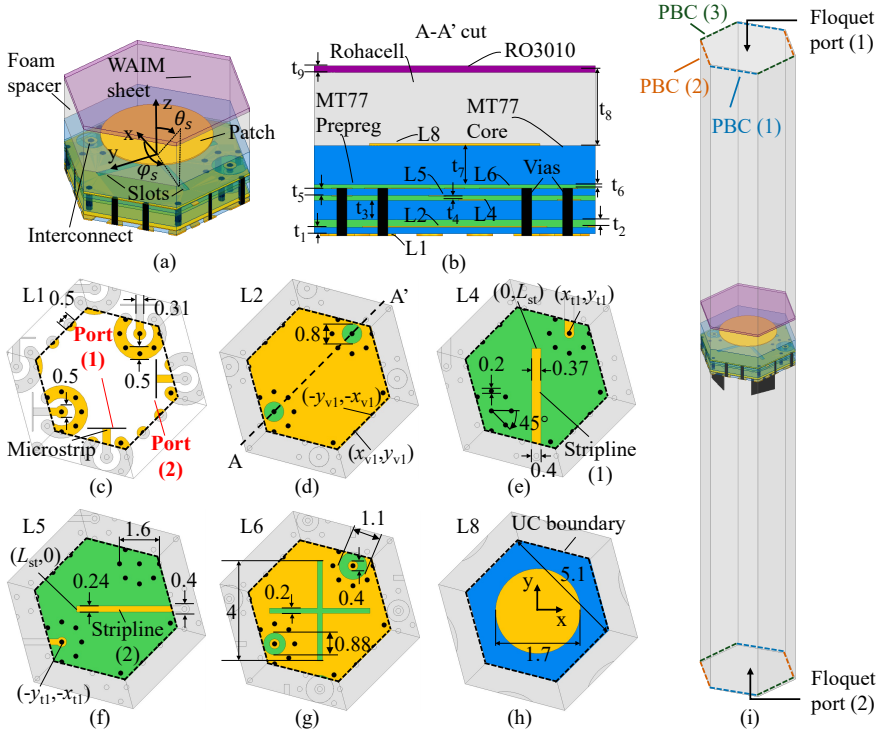 Foam
spacer
WAIM
sheet
z
θs
x
y
φs
Patch
Slots
Interconnect
(a)
A-A’ cut
Rohacell
RO3010
t9
MT77
Prepreg
L8
MT77
Core
t8
t7
L5
L6
Vias
t5
t6
t3
t4
L4
L2
t1
t2
L1
(b)
L1
0.5
0.31
Port
(1)
0.5
0.5
Microstrip
Port
(2)
(c)
L2
A’
0.8
(-yv1,-xv1)
A
(xv1,yv1)
(d)
L4
(0,Lst)
(xt1,yt1)
0.2
0.37
45°
Stripline
(1)
0.4
(e)
L5
1.6
(Lst,0)
0.24
0.4
Stripline
(2)
(-yt1,-xt1)
(f)
L6
1.1
0.2
0.4
4
0.88
(g)
L8
UC boundary
5.1
y
x
1.7
(h)
PBC (3)
Floquet
port (1)
PBC (2)
PBC (1)
Floquet
port (2)
(i)